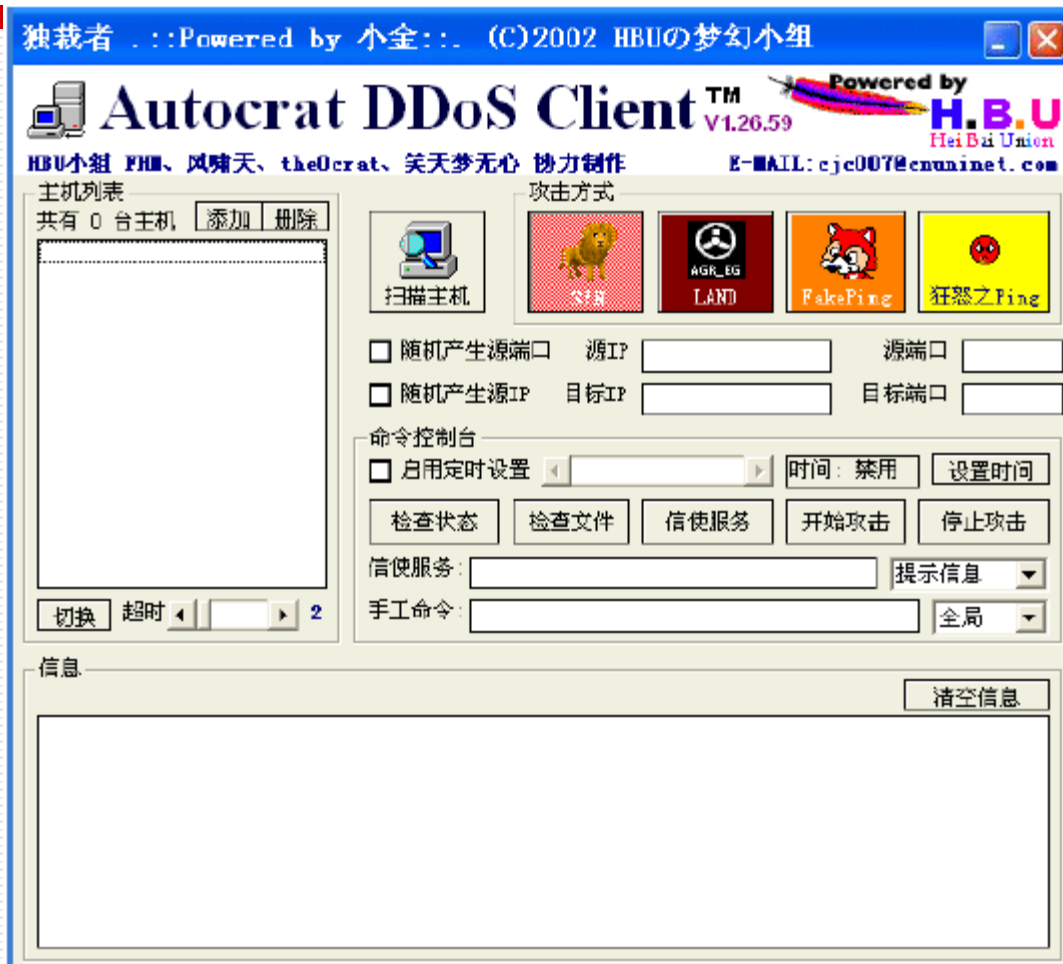 独裁者 .::Powered by 小金::. (C)2002 HBUの梦幻小组
Autocrat DDoS Client TM V1.26.59
Powered by
H.B.U
Hei Bai Union
HBU小组 FHM、风啸天、the0crat、笑天梦无心 协力制作 E-MAIL:cjc007@cnuninet.com
主机列表
共有 0 台主机 添加 删除
扫描主机
攻击方式
SYN
AGR_EG
LAND
FakePing
狂怒之Ping
随机产生源端口 源IP 源端口
随机产生源IP 目标IP 目标端口
命令控制台
启用定时设置 时间: 禁用 设置时间
检查状态 检查文件 信使服务 开始攻击 停止攻击
信使服务: 提示信息
手工命令: 全局
切换 超时 2
信息
清空信息